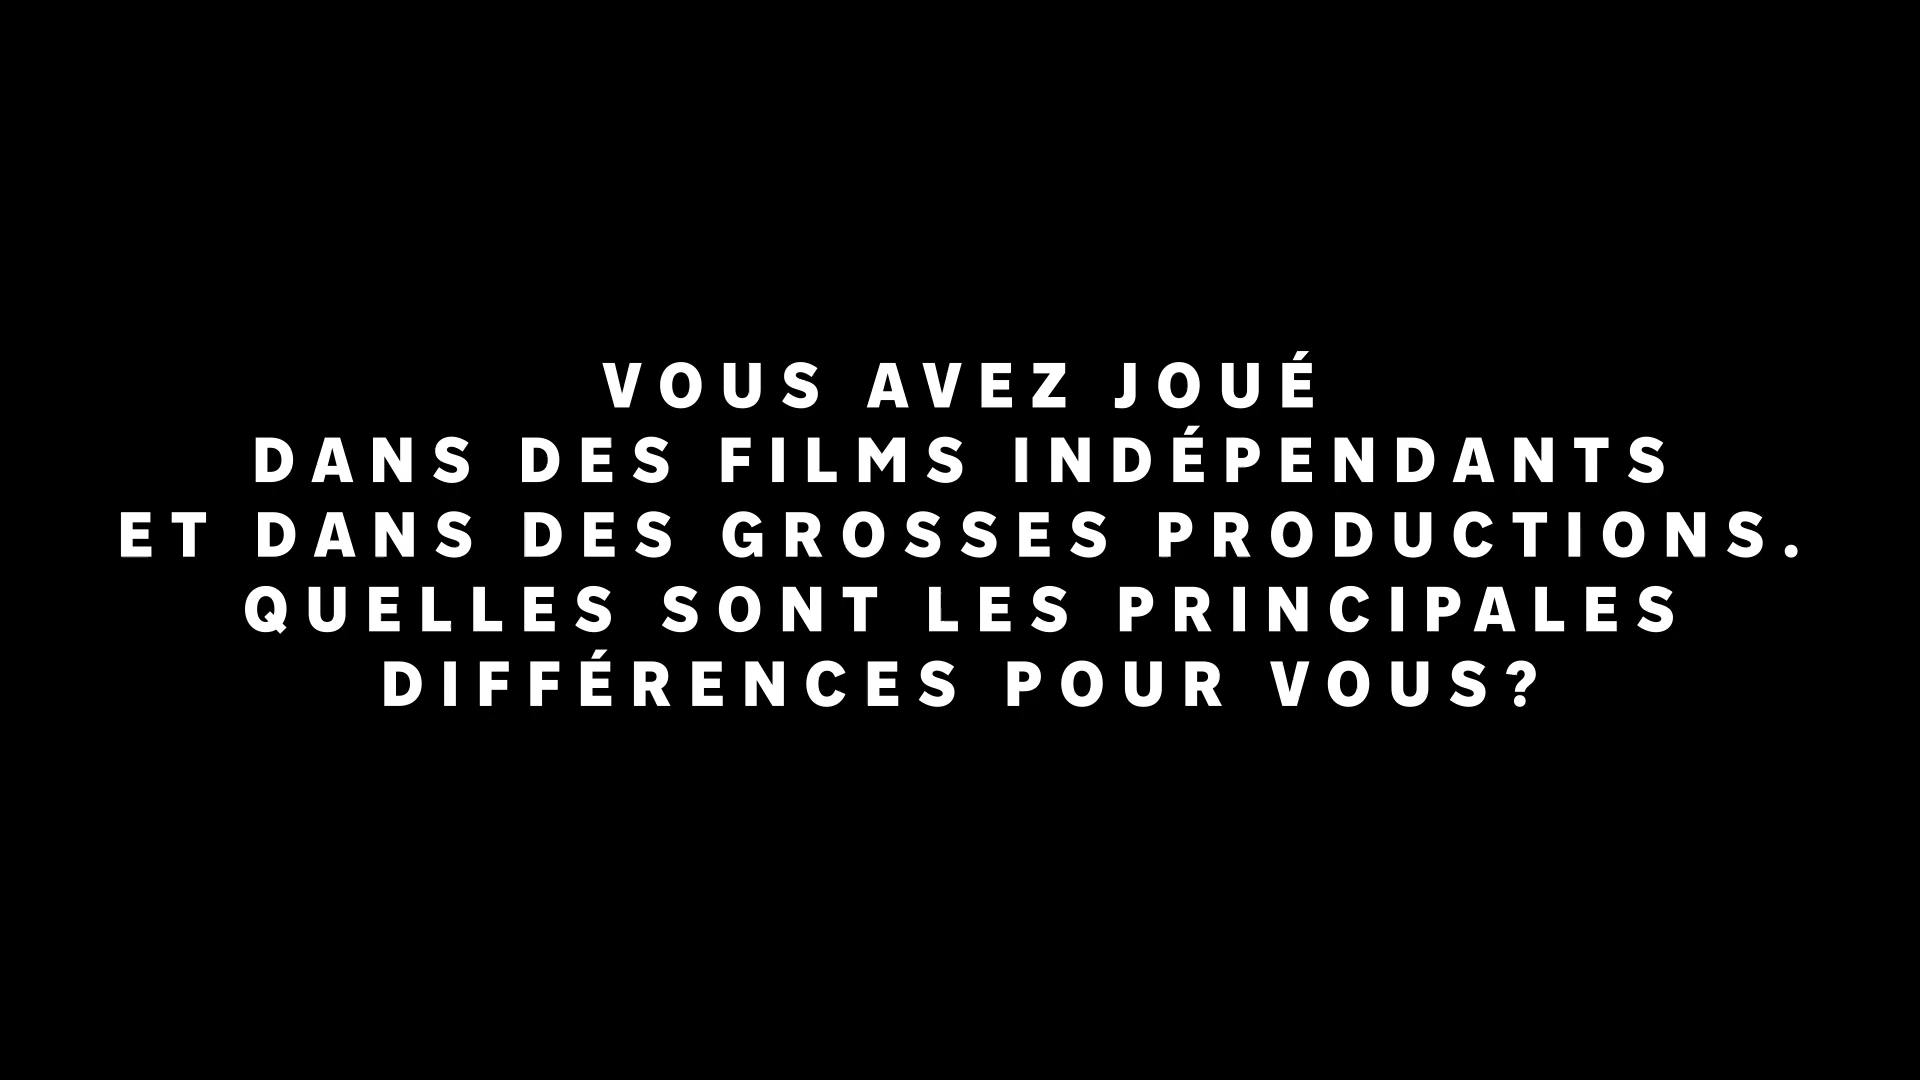 VOUS AVEZ JOUÉ
DANS DES FILMS INDÉPENDANTS
ET DANS DES GROSSES PRODUCTIONS.
QUELLES SONT LES PRINCIPALES
DIFFÉRENCES POUR VOUS?